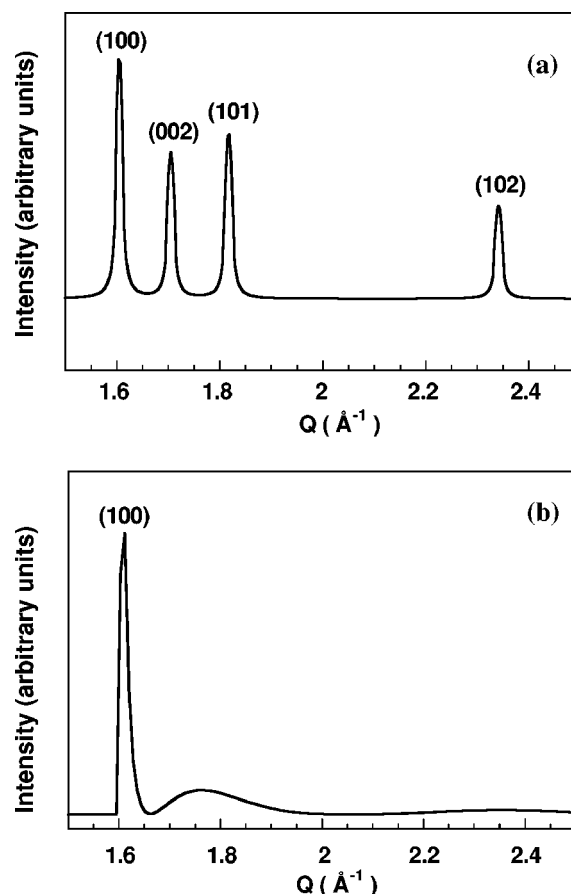 (a)
(100)
(002)
(101)
(102)
Intensity (arbitrary units)
1.6
1.8
2
2.2
2.4
Q ( Å-1 )
(b)
(100)
Intensity (arbitrary units)
1.6
1.8
2
2.2
2.4
Q ( Å-1 )